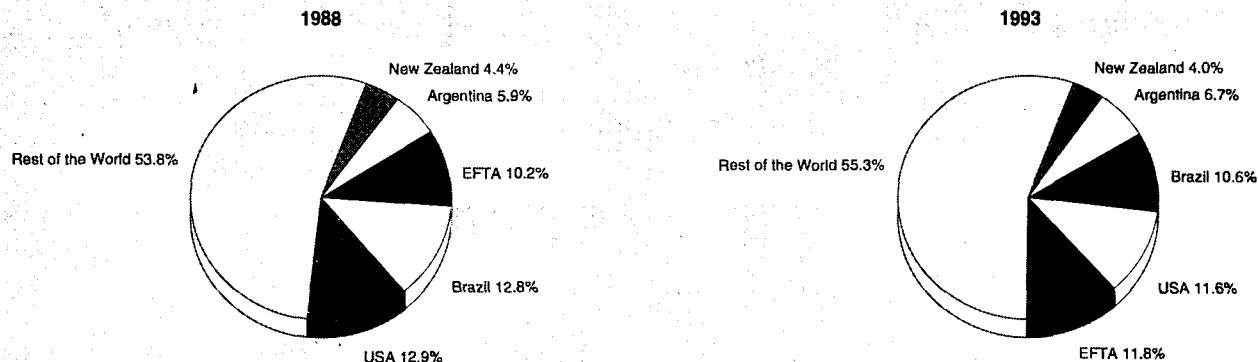 1988
New Zealand 4.4%
Argentina 5.9%
Rest of the World 53.8%
EFTA 10.2%
Brazil 12.8%
USA 12.9%
1993
New Zealand 4.0%
Argentina 6.7%
Rest of the World 55.3%
Brazil 10.6%
USA 11.6%
EFTA 11.8%